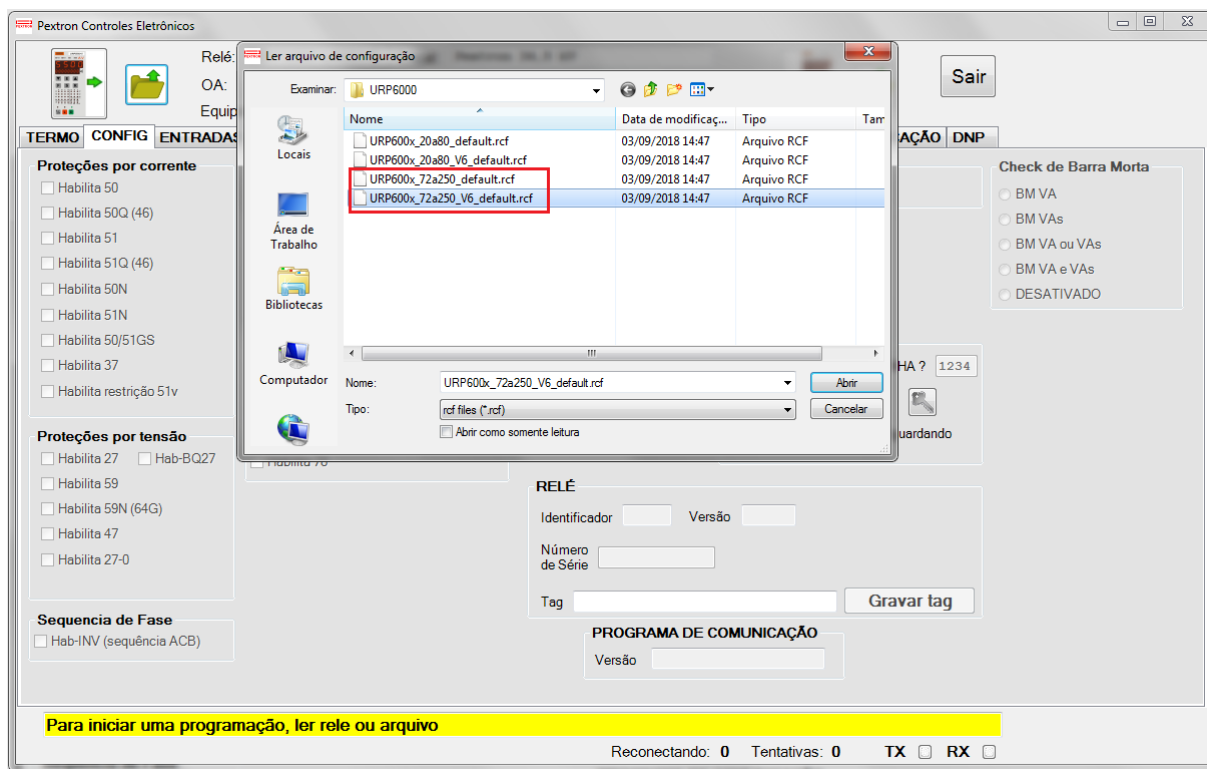 Pextron Controles Eletrônicos
Relé:
OA:
Equip
Sair
TERMO CONFIG ENTRADAS
AÇÃO DNP
Ler arquivo de configuração
Examinar: URP6000
Nome Data de modificaç... Tipo Tam
URP600x_20a80_default.rcf 03/09/2018 14:47 Arquivo RCF
URP600x_20a80_V6_default.rcf 03/09/2018 14:47 Arquivo RCF
URP600x_72a250_default.rcf 03/09/2018 14:47 Arquivo RCF
URP600x_72a250_V6_default.rcf 03/09/2018 14:47 Arquivo RCF
Locais
Área de
Trabalho
Bibliotecas
Computador
Nome: URP600x_72a250_V6_default.rcf Abrir
Tipo: rcf files (*.rcf) Cancelar
Abrir como somente leitura
Proteções por corrente
Habilita 50
Habilita 50Q (46)
Habilita 51
Habilita 51Q (46)
Habilita 50N
Habilita 51N
Habilita 50/51GS
Habilita 37
Habilita restrição 51v
Proteções por tensão
Habilita 27 Hab-BQ27
Habilita 59
Habilita 59N (64G)
Habilita 47
Habilita 27-0
Sequencia de Fase
Hab-INV (sequência ACB)
Check de Barra Morta
BM VA
BM VAs
BM VA ou VAs
BM VA e VAs
DESATIVADO
HA ? 1234
uardando
RELÉ
Identificador Versão
Número
de Série
Tag Gravar tag
PROGRAMA DE COMUNICAÇÃO
Versão
Para iniciar uma programação, ler rele ou arquivo
Reconectando: 0 Tentativas: 0 TX RX